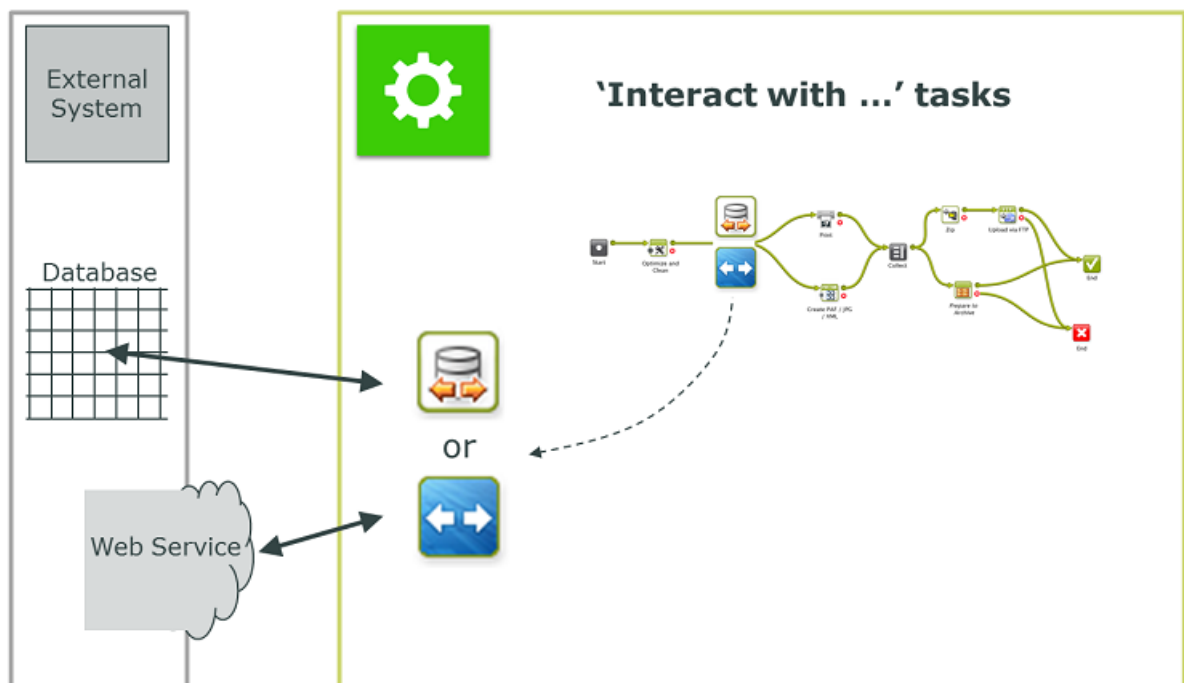 External
System
‘Interact with ...’ tasks
Database
or
Web Service
Start
Optimize and
Clean
Print
Create PAF / JPG
/ XML
Collect
Zip
Upload via FTP
Prepare to
Archive
End
End